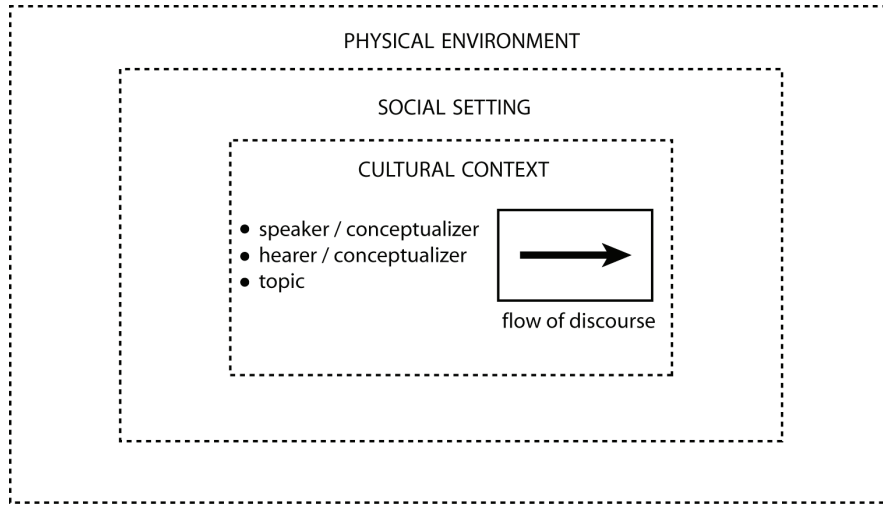 PHYSICAL ENVIRONMENT
SOCIAL SETTING
CULTURAL CONTEXT
● speaker / conceptualizer
● hearer / conceptualizer
● topic
flow of discourse